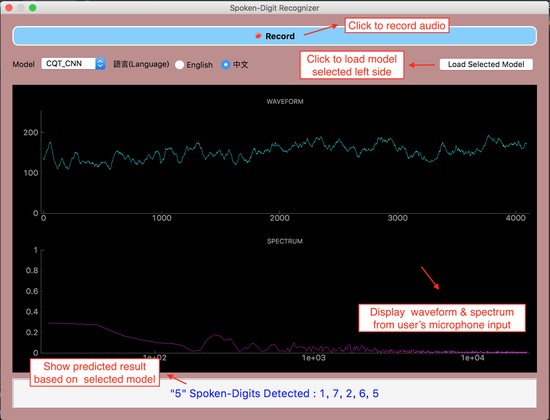 Spoken-Digit Recognizer
Record
Click to record audio
Model CQT_CNN 語言(Language) English 中文
Click to load model
selected left side
Load Selected Model
WAVEFORM
200
100
0
0 1000 2000 3000 4000
SPECTRUM
1
0.8
0.6
0.4
0.2
0
1e+02 1e+03 1e+04
Display waveform & spectrum
from user's microphone input
Show predicted result
based on selected model
"5" Spoken-Digits Detected : 1, 7, 2, 6, 5